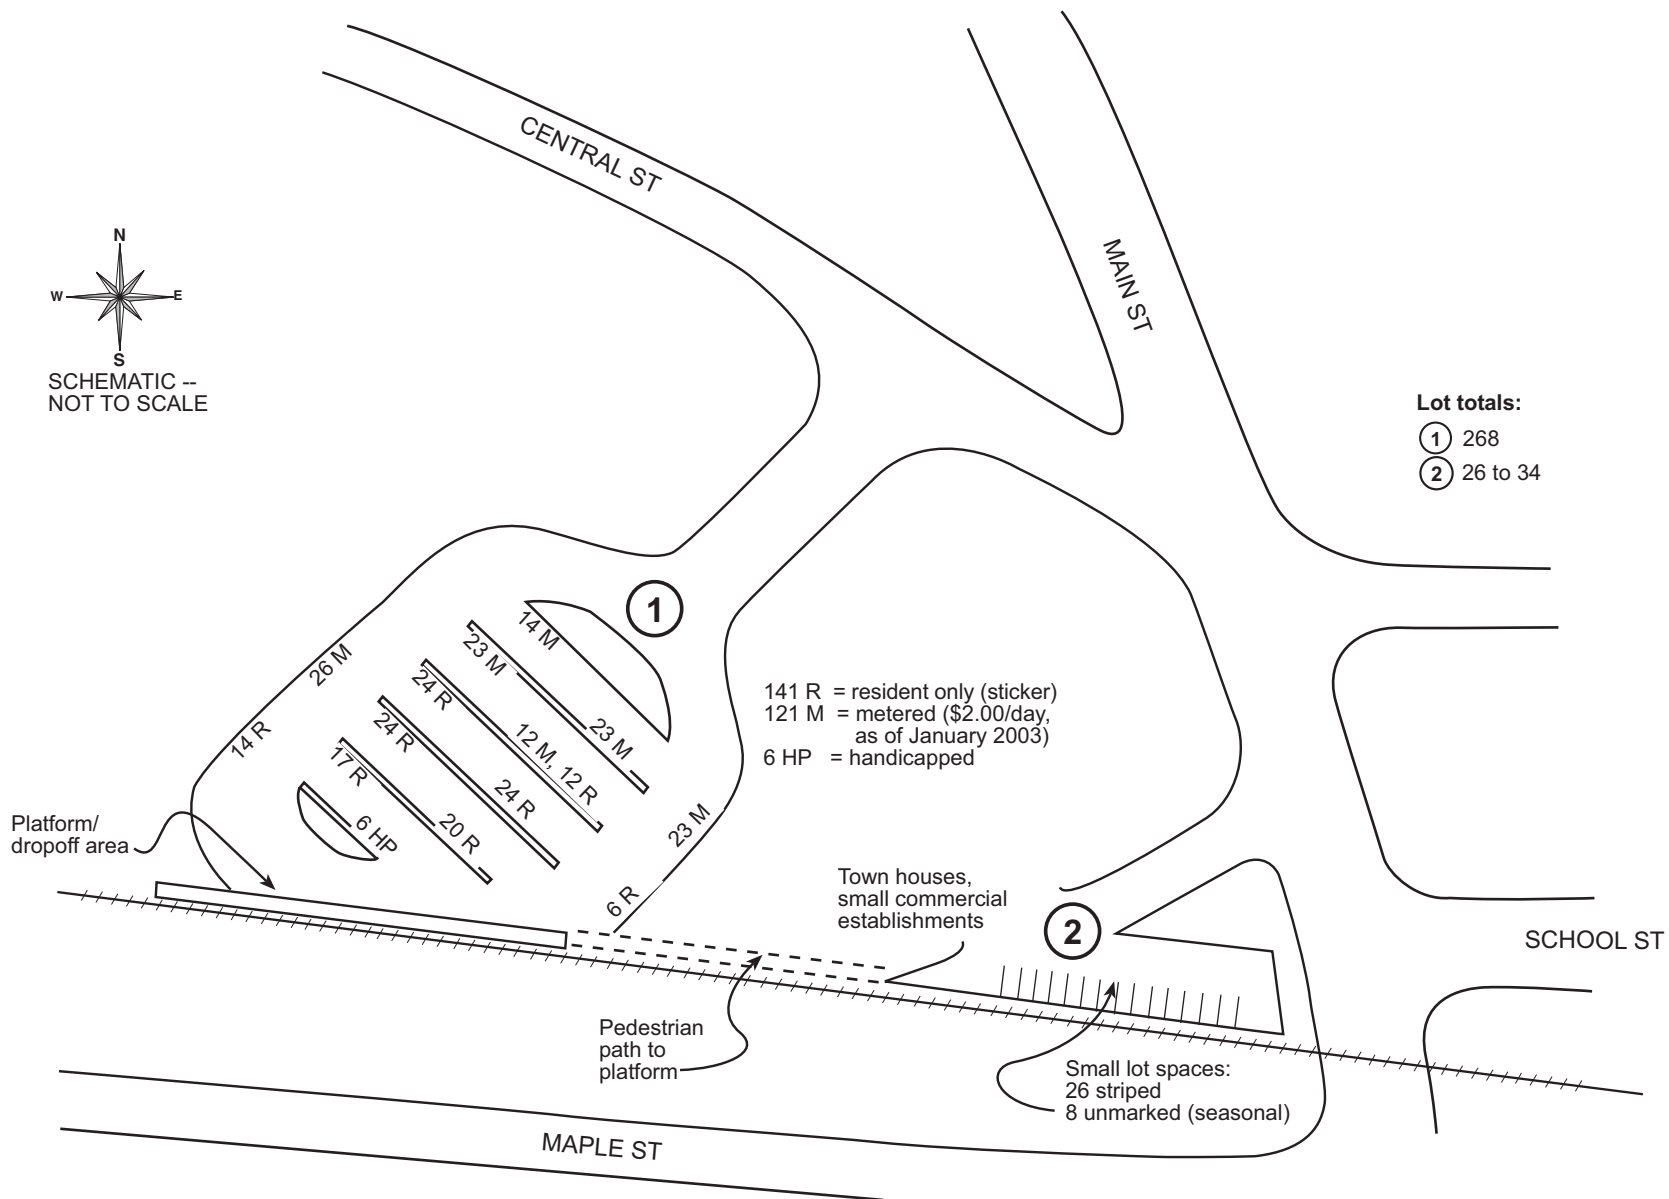 CENTRAL ST
MAIN ST
N
W
E
S
SCHEMATIC --
NOT TO SCALE
Lot totals:
1 268
2 26 to 34
1
14 M
23 M
23 M
26 M
24 R
12 M, 12 R
24 R
24 R
14 R
17 R
20 R
6 HP
23 M
6 R
141 R = resident only (sticker)
121 M = metered ($2.00/day,
as of January 2003)
6 HP = handicapped
Platform/
dropoff area
Town houses,
small commercial
establishments
2
SCHOOL ST
Pedestrian
path to
platform
Small lot spaces:
26 striped
8 unmarked (seasonal)
MAPLE ST